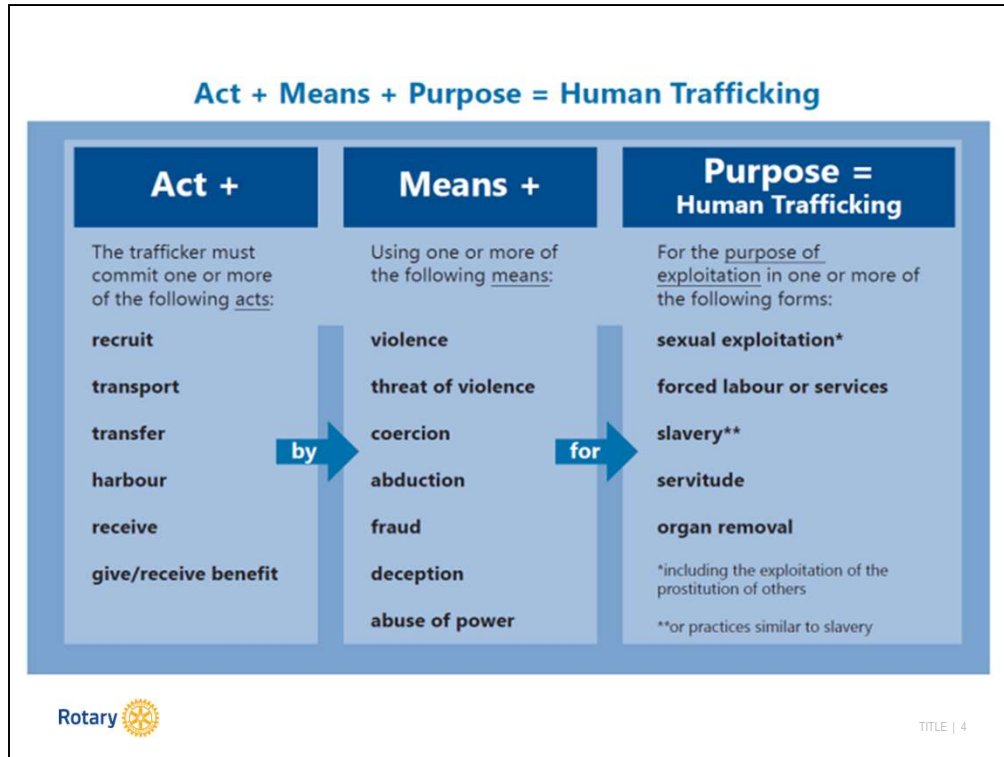 Act + Means + Purpose = Human Trafficking
Act +
The trafficker must
commit one or more
of the following acts:
recruit
transport
transfer
harbour
receive
give/receive benefit
by
Means +
Using one or more of
the following means:
violence
threat of violence
coercion
abduction
fraud
deception
abuse of power
for
Purpose =
Human Trafficking
For the purpose of
exploitation in one or more of
the following forms:
sexual exploitation*
forced labour or services
slavery**
servitude
organ removal
*including the exploitation of the
prostitution of others
**or practices similar to slavery
Rotary
TITLE | 4